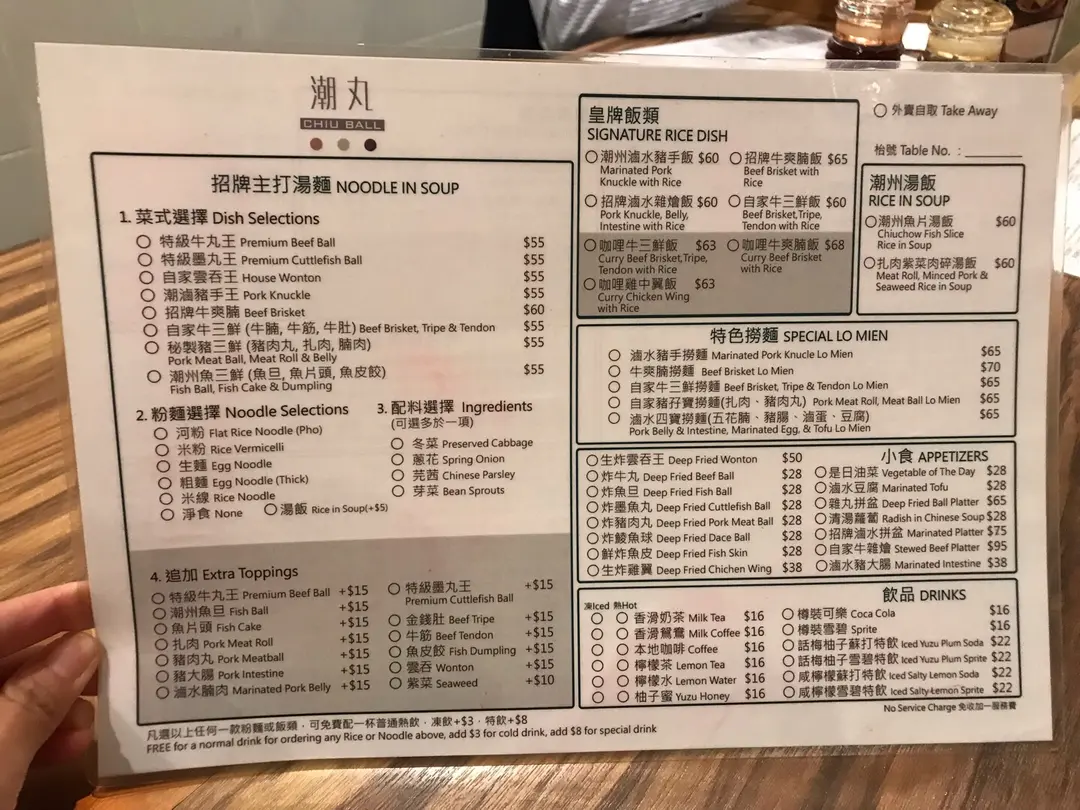 潮丸
CHIU BALL
招牌主打湯麵 NOODLE IN SOUP
1. 菜式選擇 Dish Selections
特級牛丸王 Premium Beef Ball $55
特級墨丸王 Premium Cuttlefish Ball $55
自家雲吞王 House Wonton $55
潮滷豬手王 Pork Knuckle $55
招牌牛爽腩 Beef Brisket $60
自家牛三鮮 (牛腩, 牛筋, 牛肚) Beef Brisket, Tripe & Tendon $55
秘製豬三鮮 (豬肉丸, 扎肉, 腩肉) $55
Pork Meat Ball, Meat Roll & Belly
潮州魚三鮮 (魚旦, 魚片頭, 魚皮餃) $55
Fish Ball, Fish Cake & Dumpling
2. 粉麵選擇 Noodle Selections
河粉 Flat Rice Noodle (Pho)
米粉 Rice Vermicelli
生麵 Egg Noodle
粗麵 Egg Noodle (Thick)
米線 Rice Noodle
淨食 None 湯飯 Rice in Soup(+$5)
3. 配料選擇 Ingredients
(可選多於一項)
冬菜 Preserved Cabbage
蔥花 Spring Onion
芫茜 Chinese Parsley
芽菜 Bean Sprouts
4. 追加 Extra Toppings
特級牛丸王 Premium Beef Ball +$15
潮州魚旦 Fish Ball +$15
魚片頭 Fish Cake +$15
扎肉 Pork Meat Roll +$15
豬肉丸 Pork Meatball +$15
豬大腸 Pork Intestine +$15
滷水腩肉 Marinated Pork Belly +$15
特級墨丸王 +$15
Premium Cuttlefish Ball
金錢肚 Beef Tripe +$15
牛筋 Beef Tendon +$15
魚皮餃 Fish Dumpling +$15
雲吞 Wonton +$15
紫菜 Seaweed +$10
凡選以上任何一款粉麵或飯類，可免費配一杯普通熱飲，凍飲+$3，特飲+$8
FREE for a normal drink for ordering any Rice or Noodle above, add $3 for cold drink, add $8 for special drink
皇牌飯類
SIGNATURE RICE DISH
潮州滷水豬手飯 $60
Marinated Pork
Knuckle with Rice
招牌滷水雜燴飯 $60
Pork Knuckle, Belly,
Intestine with Rice
咖喱牛三鮮飯 $63
Curry Beef Brisket,Tripe,
Tendon with Rice
咖喱雞中翼飯 $63
Curry Chicken Wing
with Rice
招牌牛爽腩飯 $65
Beef Brisket with
Rice
自家牛三鮮飯 $60
Beef Brisket,Tripe,
Tendon with Rice
咖喱牛爽腩飯 $68
Curry Beef Brisket
with Rice
外賣自取 Take Away
枱號 Table No. :
潮州湯飯
RICE IN SOUP
潮州魚片湯飯 $60
Chiuchow Fish Slice
Rice in Soup
扎肉紫菜肉碎湯飯 $60
Meat Roll, Minced Pork &
Seaweed Rice in Soup
特色撈麵 SPECIAL LO MIEN
滷水豬手撈麵 Marinated Pork Knucle Lo Mien $65
牛爽腩撈麵 Beef Brisket Lo Mien $70
自家牛三鮮撈麵 Beef Brisket, Tripe & Tendon Lo Mien $65
自家豬孖寶撈麵(扎肉、豬肉丸) Pork Meat Roll, Meat Ball Lo Mien $65
滷水四寶撈麵(五花腩、豬腸、滷蛋、豆腐) $65
Pork Belly & Intestine, Marinated Egg, & Tofu Lo Mien
小食 APPETIZERS
生炸雲吞王 Deep Fried Wonton $50
炸牛丸 Deep Fried Beef Ball $28
炸魚旦 Deep Fried Fish Ball $28
炸墨魚丸 Deep Fried Cuttlefish Ball $28
炸豬肉丸 Deep Fried Pork Meat Ball $28
炸鯪魚球 Deep Fried Dace Ball $28
鮮炸魚皮 Deep Fried Fish Skin $28
生炸雞翼 Deep Fried Chichen Wing $38
是日油菜 Vegetable of The Day $28
滷水豆腐 Marinated Tofu $28
雜丸拼盆 Deep Fried Ball Platter $65
清湯蘿蔔 Radish in Chinese Soup $28
招牌滷水拼盆 Marinated Platter $75
自家牛雜燴 Stewed Beef Platter $95
滷水豬大腸 Marinated Intestine $38
飲品 DRINKS
凍Iced 熱Hot
香滑奶茶 Milk Tea $16
香滑鴛鴦 Milk Coffee $16
本地咖啡 Coffee $16
檸檬茶 Lemon Tea $16
檸檬水 Lemon Water $16
柚子蜜 Yuzu Honey $16
樽裝可樂 Coca Cola $16
樽裝雪碧 Sprite $16
話梅柚子蘇打特飲 Iced Yuzu Plum Soda $22
話梅柚子雪碧特飲 Iced Yuzu Plum Sprite $22
咸檸檬蘇打特飲 Iced Salty Lemon Soda $22
咸檸檬雪碧特飲 Iced Salty Lemon Sprite $22
No Service Charge 免收加一服務費